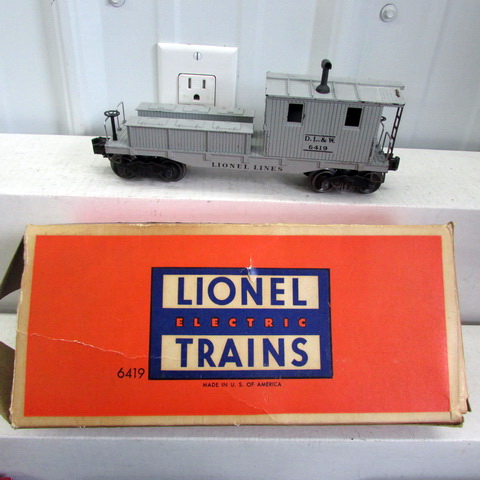 D. L. & W.
6419
LIONEL LINES
LIONEL
ELECTRIC
TRAINS
6419
MADE IN U. S. OF AMERICA